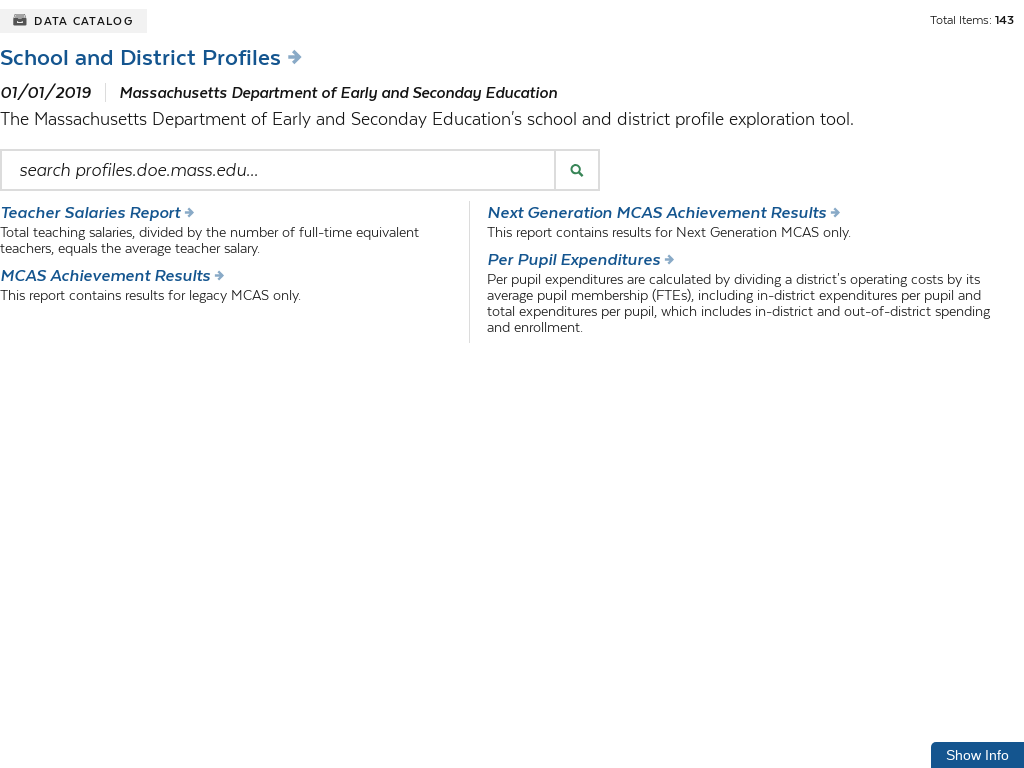 DATA CATALOG
Total Items: 143
School and District Profiles
01/01/2019
Massachusetts Department of Early and Seconday Education
The Massachusetts Department of Early and Seconday Education's school and district profile exploration tool.
search profiles.doe.mass.edu...
Teacher Salaries Report
Total teaching salaries, divided by the number of full-time equivalent
teachers, equals the average teacher salary.
MCAS Achievement Results
This report contains results for legacy MCAS only.
Next Generation MCAS Achievement Results
This report contains results for Next Generation MCAS only.
Per Pupil Expenditures
Per pupil expenditures are calculated by dividing a district's operating costs by its
average pupil membership (FTEs), including in-district expenditures per pupil and
total expenditures per pupil, which includes in-district and out-of-district spending
and enrollment.
Show Info